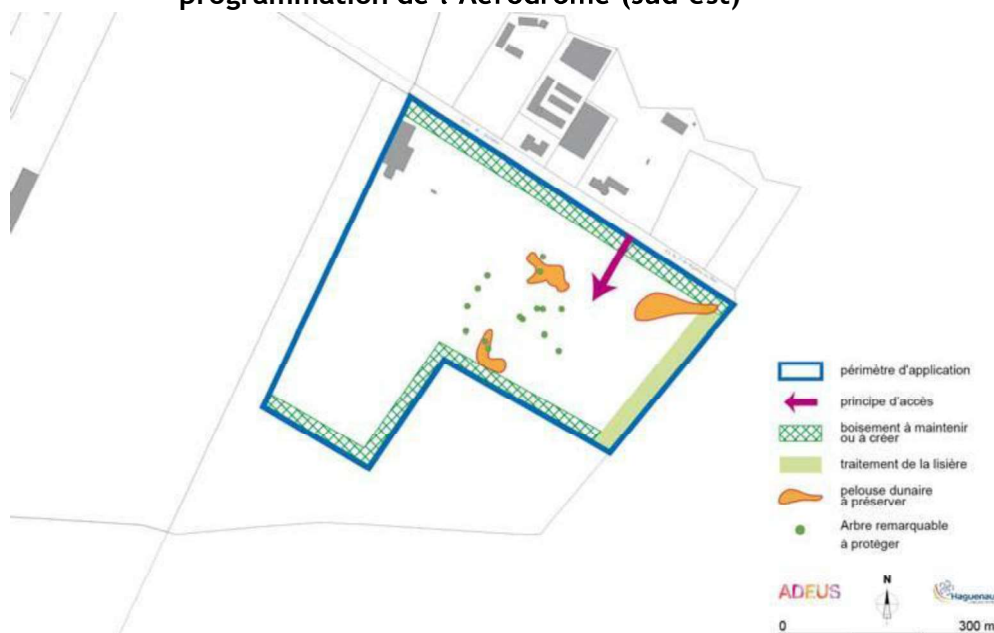 programmation de l'Aérodrome (sud-est)
périmètre d'application
principe d'accès
boisement à maintenir
ou à créer
traitement de la lisière
pelouse dunaire
à préserver
Arbre remarquable
à protéger
ADEUS
N
Haguenau
0
300 m